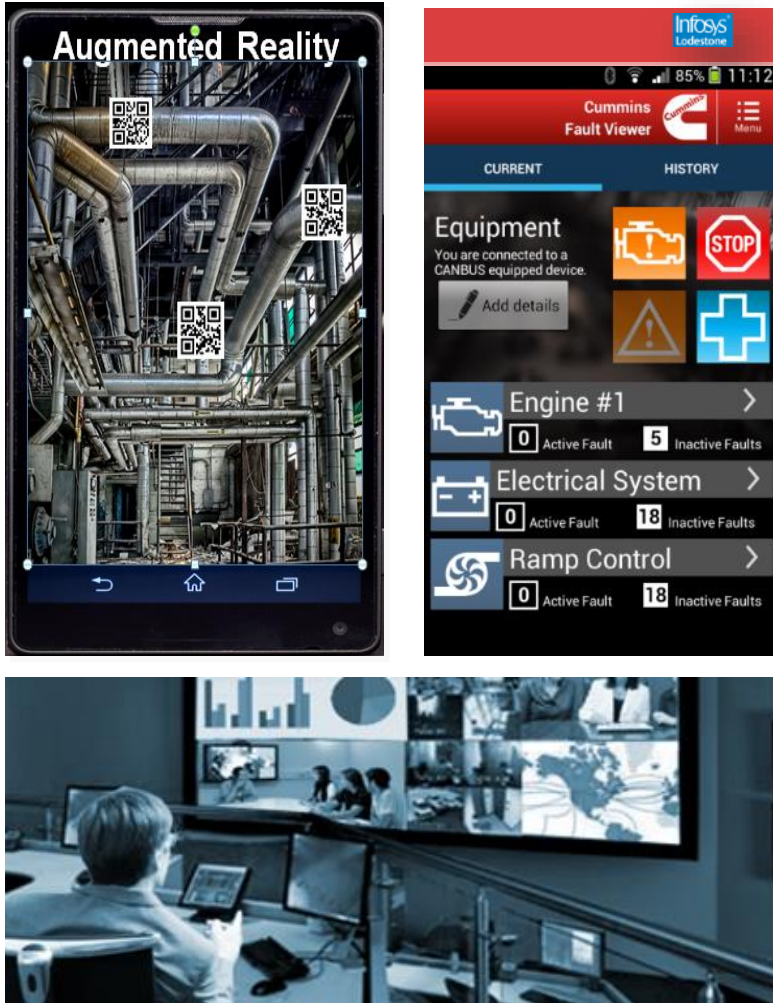 Augmented Reality
Infosys
Lodestone
85% 11:12
Cummins
Fault Viewer
Cummins
Menu
CURRENT
HISTORY
Equipment
You are connected to a
CANBUS equipped device.
Add details
STOP
Engine #1
0 Active Fault 5 Inactive Faults
Electrical System
0 Active Fault 18 Inactive Faults
Ramp Control
0 Active Fault 18 Inactive Faults